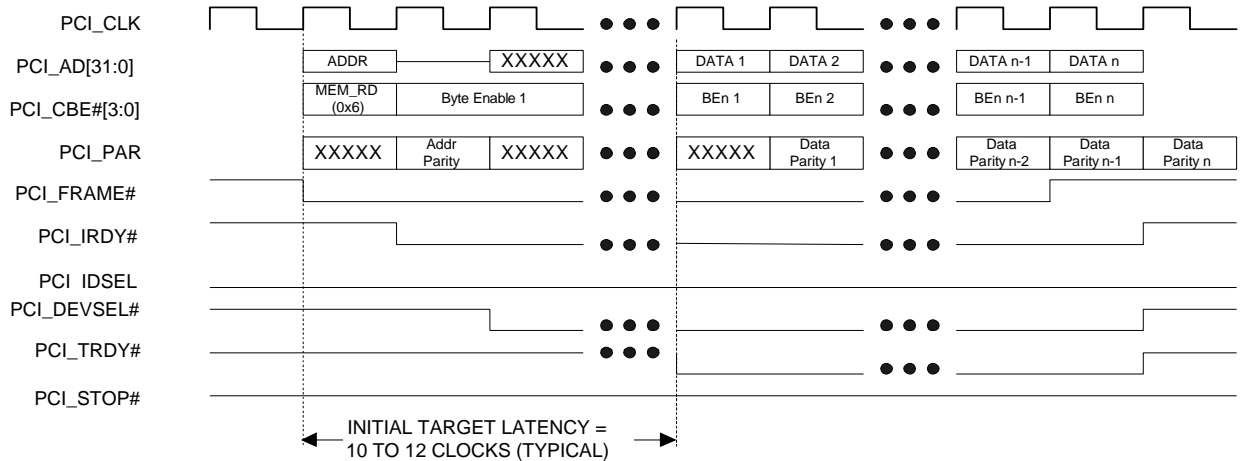 PCI_CLK
PCI_AD[31:0] ADDR XXXXX DATA 1 DATA 2 DATA n-1 DATA n
PCI_CBE#[3:0] MEM_RD (0x6) Byte Enable 1 BEn 1 BEn 2 BEn n-1 BEn n
PCI_PAR XXXXX Addr Parity XXXXX XXXXX Data Parity 1 Data Parity n-2 Data Parity n-1 Data Parity n
PCI_FRAME#
PCI_IRDY#
PCI IDSEL
PCI_DEVSEL#
PCI_TRDY#
PCI_STOP#
INITIAL TARGET LATENCY =
10 TO 12 CLOCKS (TYPICAL)